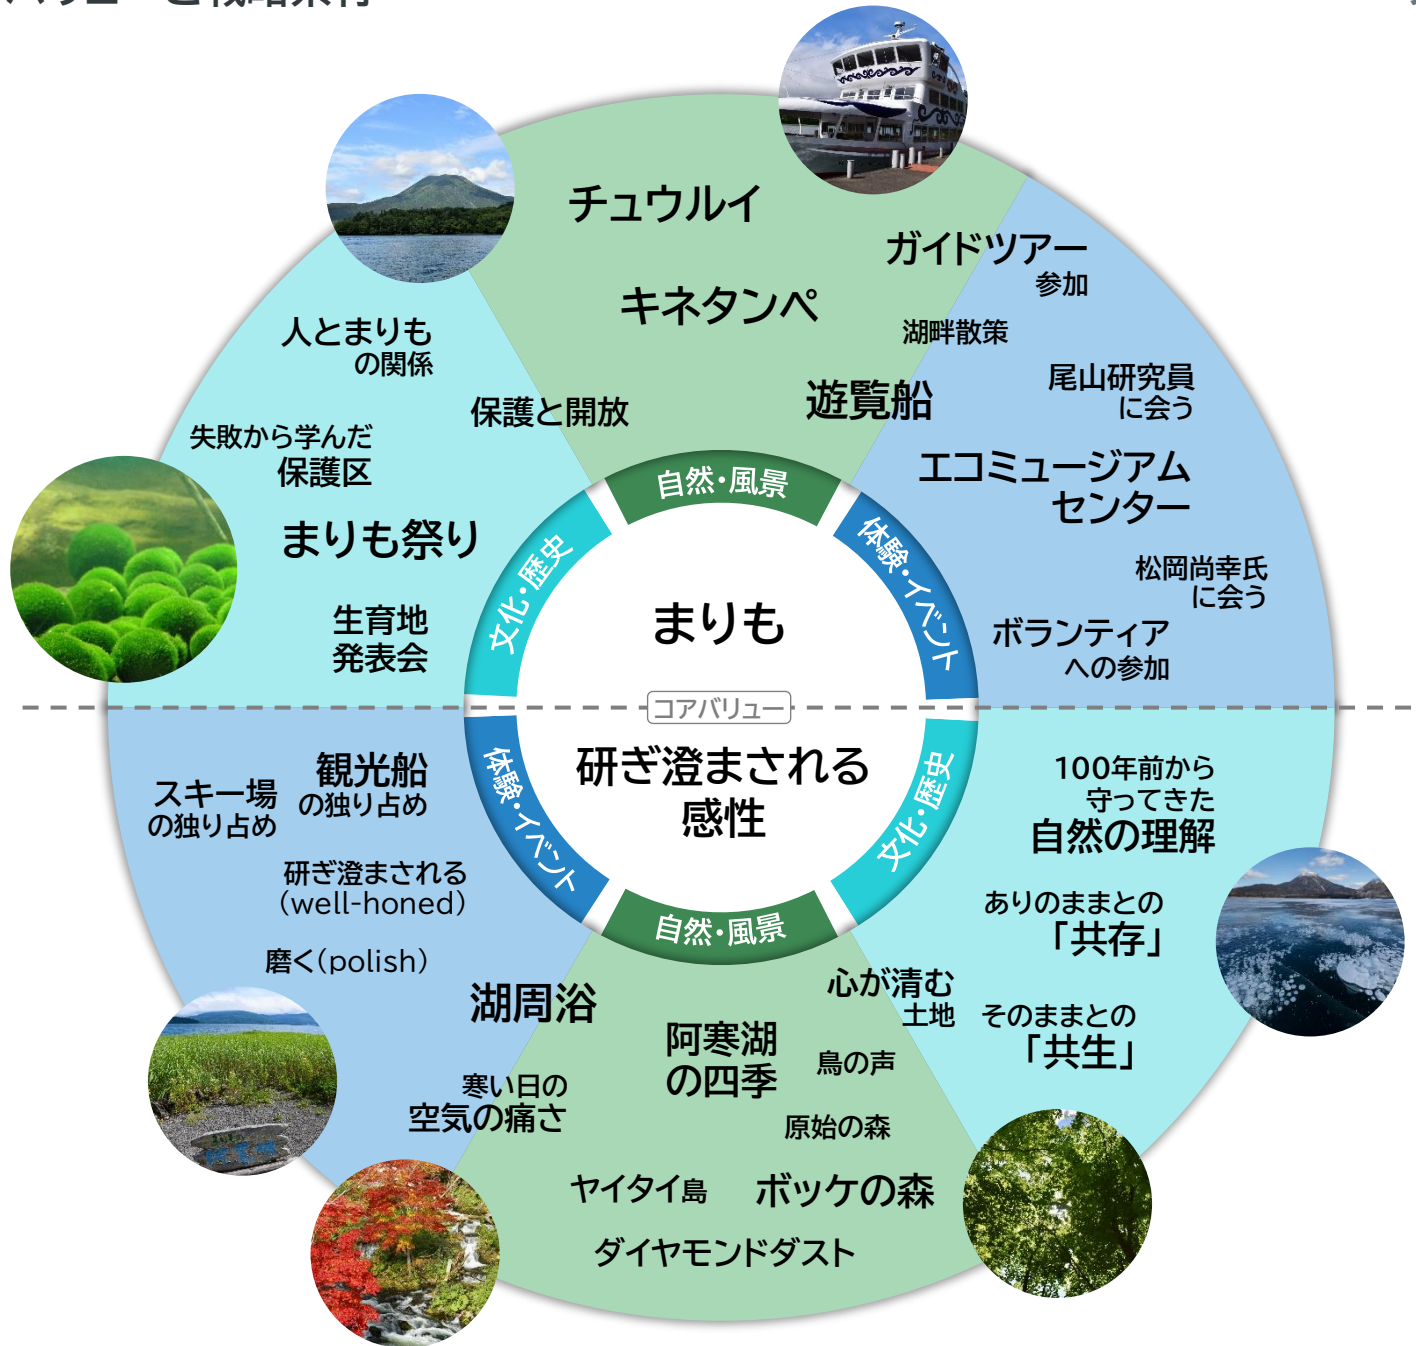 チュウルイ
キネタンペ
遊覧船
保護と開放
ガイドツアー
参加
湖畔散策
尾山研究員
に会う
エコミュージアム
センター
松岡尚幸氏
に会う
ボランティア
への参加
人とまりも
の関係
失敗から学んだ
保護区
まりも祭り
生育地
発表会
自然・風景
体験・イベント
文化・歴史
まりも
コアバリュー
研ぎ澄まされる
感性
体験・イベント
文化・歴史
自然・風景
観光船
の独り占め
スキー場
の独り占め
研ぎ澄まされる
(well-honed)
磨く(polish)
湖周浴
寒い日の
空気の痛さ
100年前から
守ってきた
自然の理解
ありのままとの
「共存」
そのままとの
「共生」
心が清む
土地
阿寒湖
の四季
鳥の声
原始の森
ヤイタイ島
ボッケの森
ダイヤモンドダスト